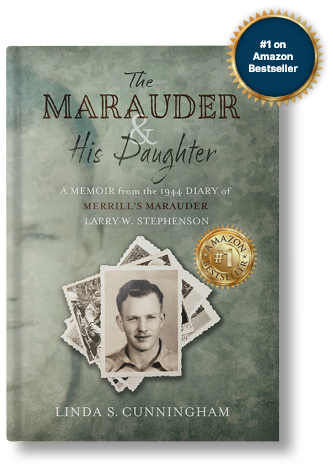 #1 on
Amazon
Bestseller
The
MARAUDER
&
His Daughter
A MEMOIR from the 1944 DIARY of
MERRILL'S MARAUDER
LARRY W. STEPHENSON
AMAZON
#1
BESTSELLER
LINDA S. CUNNINGHAM